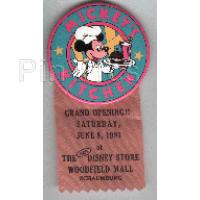 MICKEY'S
KITCHEN
GRAND OPENING!!
SATURDAY,
JUNE 8, 1991
at
THE DISNEY STORE
WOODFIELD MALL
SCHAUMBURG